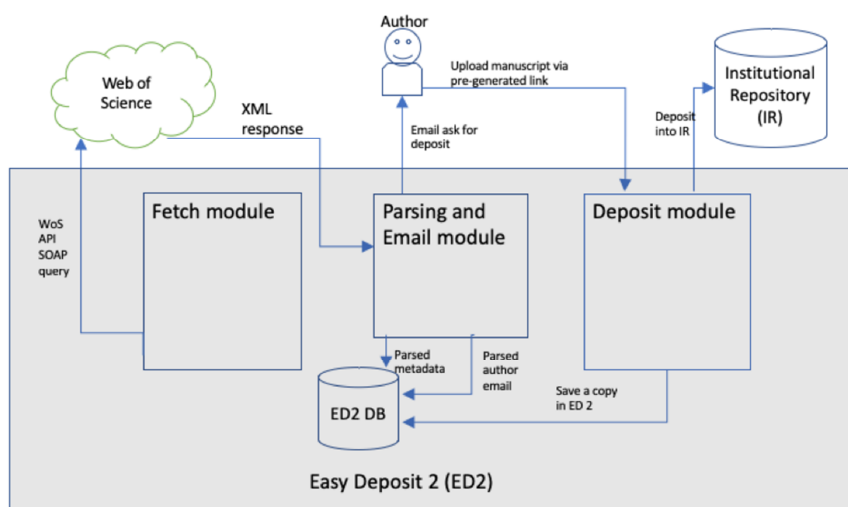 Author
Web of
Science
XML
response
Upload manuscript via
pre-generated link
Institutional
Repository
(IR)
Email ask for
deposit
Deposit
into IR
WoS
API
SOAP
query
Fetch module
Parsing and
Email module
Deposit module
Parsed
metadata
Parsed
author
email
ED2 DB
Save a copy
in ED 2
Easy Deposit 2 (ED2)